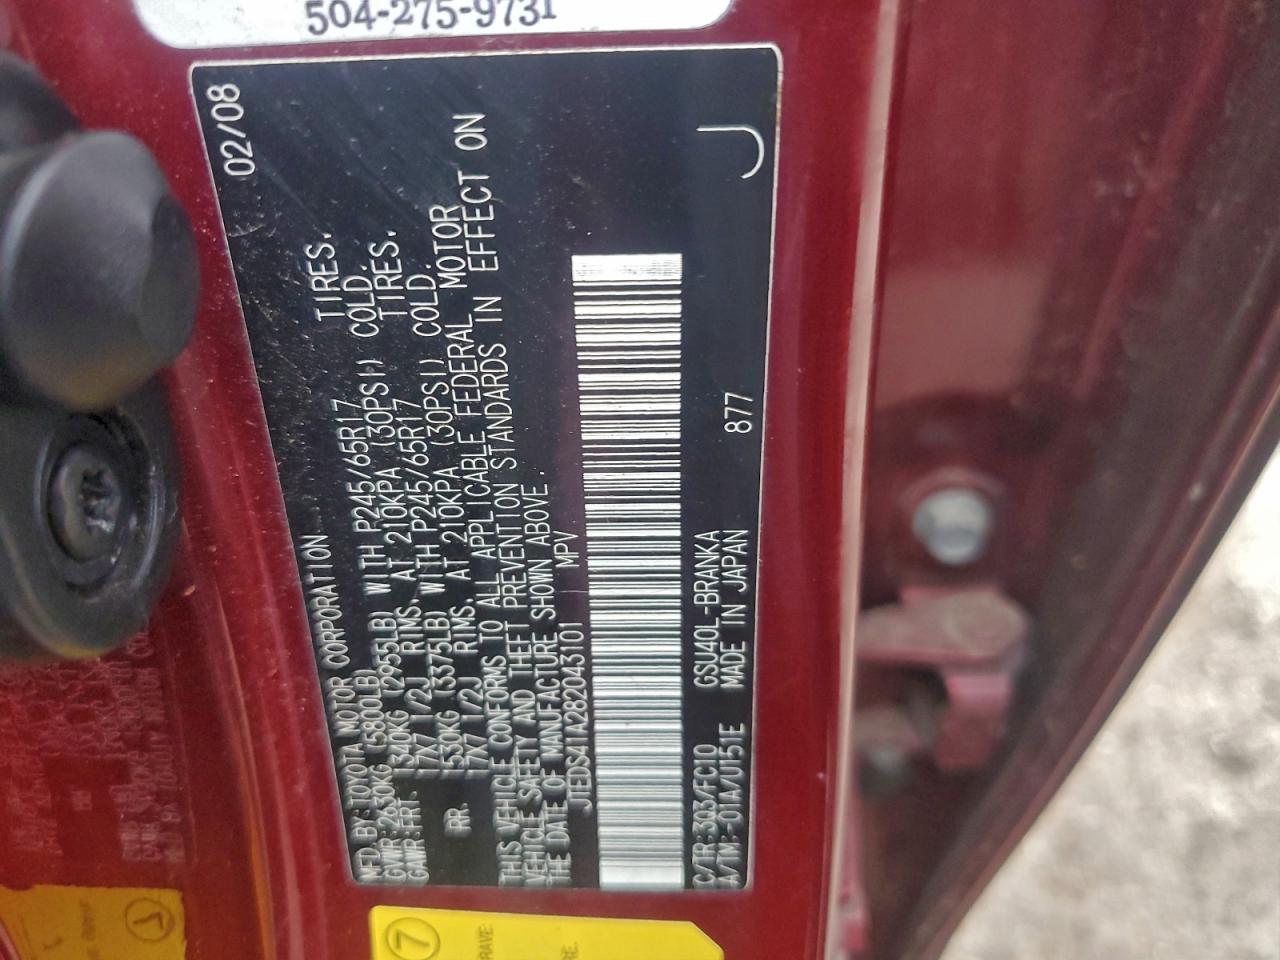 504-275-9731
02/08
MFD BY: TOYOTA MOTOR CORPORATION
GVWR: 2630KG (5800LB)
GAWR: FRT. 1340KG (2955LB) WITH P245/65R17 TIRES.
17X7 1/2J RIMS, AT 210KPA (30PSI) COLD.
RR. 1530KG (3375LB) WITH P245/65R17 TIRES.
17X7 1/2J RIMS, AT 210KPA (30PSI) COLD.
THIS VEHICLE CONFORMS TO ALL APPLICABLE FEDERAL MOTOR
VEHICLE SAFETY AND THEFT PREVENTION STANDARDS IN EFFECT ON
THE DATE OF MANUFACTURE SHOWN ABOVE.
JTEDS41A282043101 MPV
C/TR: 3Q3/FC10 GSU40L-BRANKA 877 J
A/TM: -01A/U151E MADE IN JAPAN
7